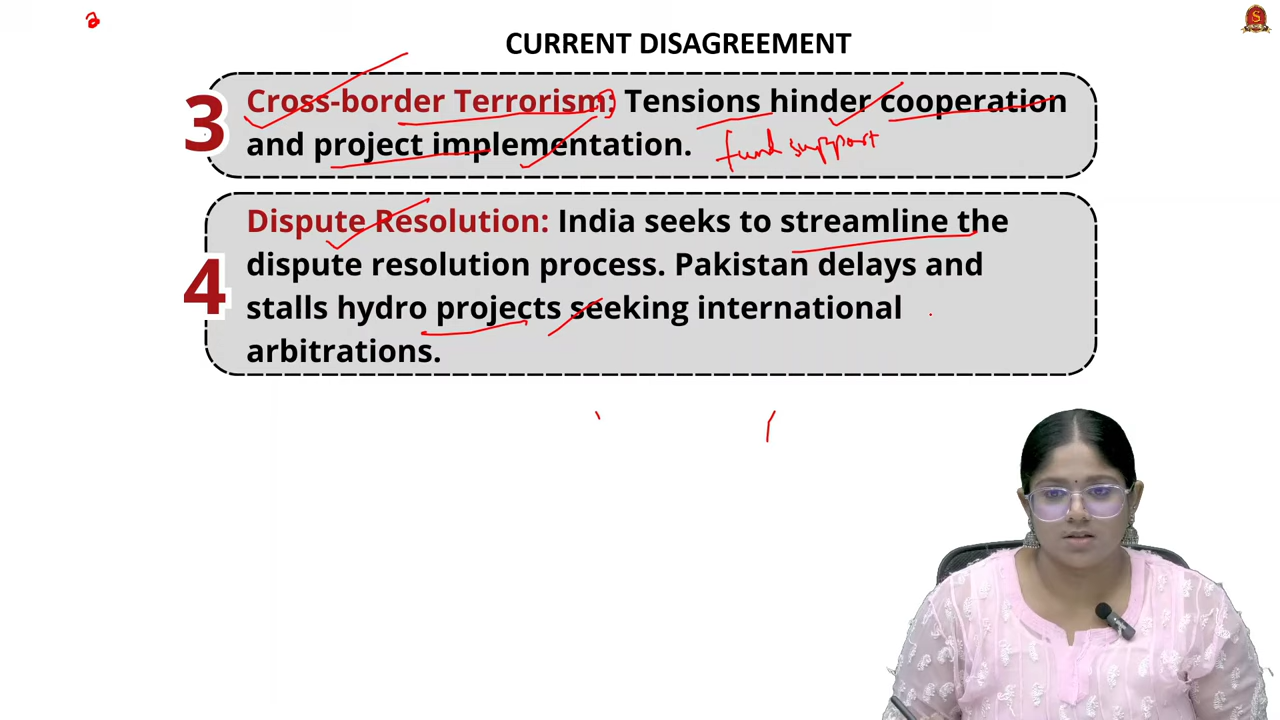 CURRENT DISAGREEMENT
3
Cross-border Terrorism: Tensions hinder cooperation
and project implementation.
fund support
4
Dispute Resolution: India seeks to streamline the
dispute resolution process. Pakistan delays and
stalls hydro projects seeking international
arbitrations.